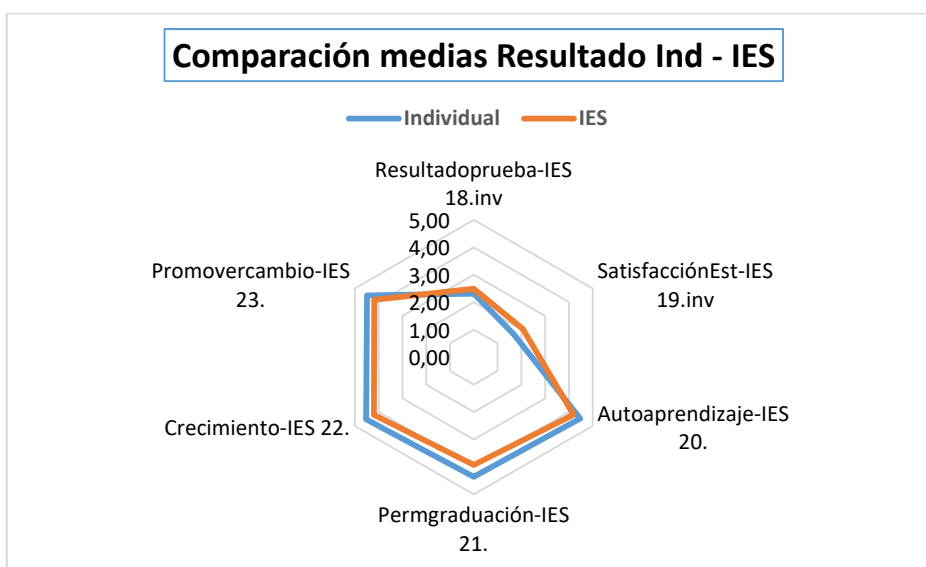 Comparación medias Resultado Ind - IES
Individual IES
Resultadoprueba-IES
18.inv
5,00
4,00
3,00
2,00
1,00
0,00
SatisfacciónEst-IES
19.inv
Autoaprendizaje-IES
20.
Permgraduación-IES
21.
Crecimiento-IES 22.
Promovercambio-IES
23.